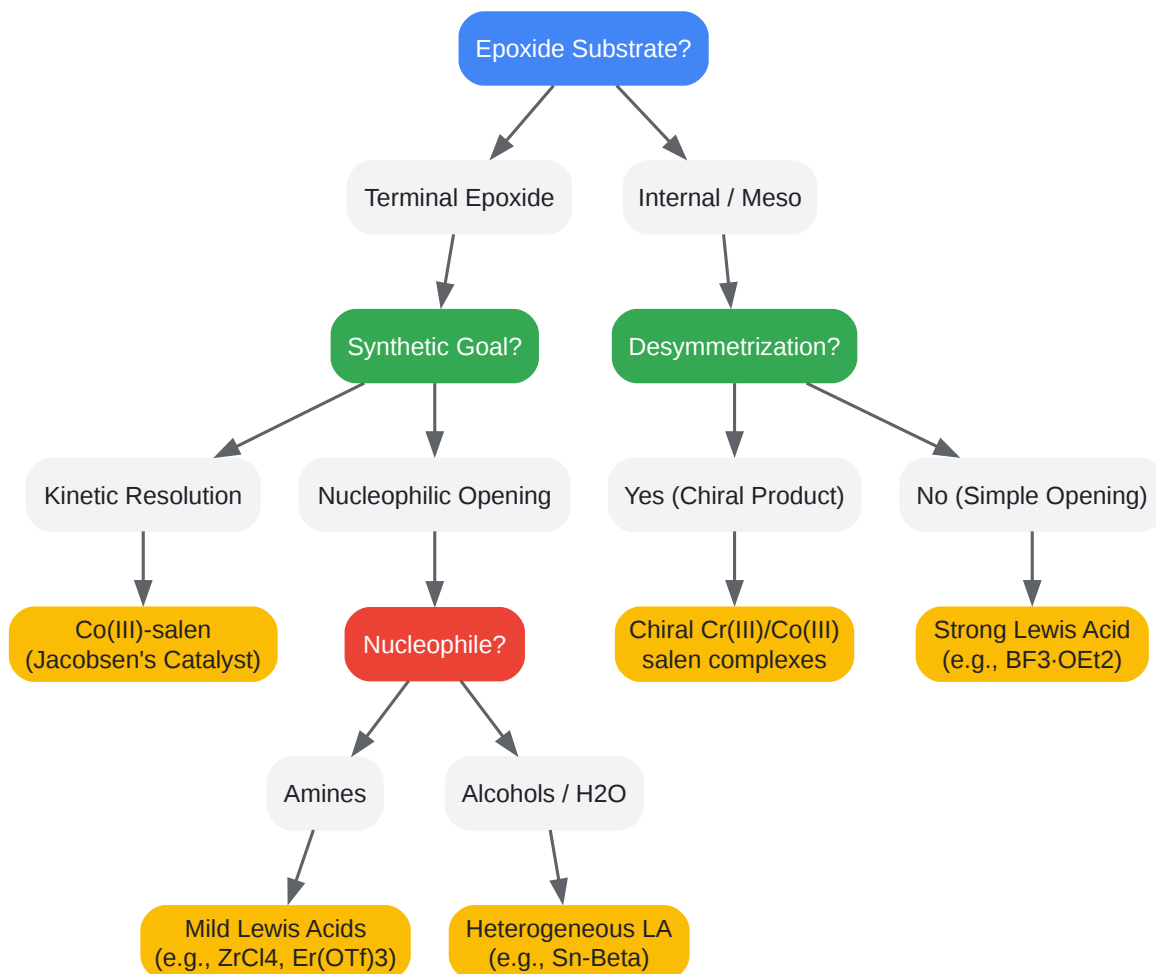 Epoxide Substrate?
Terminal Epoxide
Internal / Meso
Synthetic Goal?
Desymmetrization?
Kinetic Resolution
Nucleophilic Opening
Yes (Chiral Product)
No (Simple Opening)
Co(III)-salen
(Jacobsen's Catalyst)
Nucleophile?
Chiral Cr(III)/Co(III)
salen complexes
Strong Lewis Acid
(e.g., BF3·OEt2)
Amines
Alcohols / H2O
Mild Lewis Acids
(e.g., ZrCl4, Er(OTf)3)
Heterogeneous LA
(e.g., Sn-Beta)